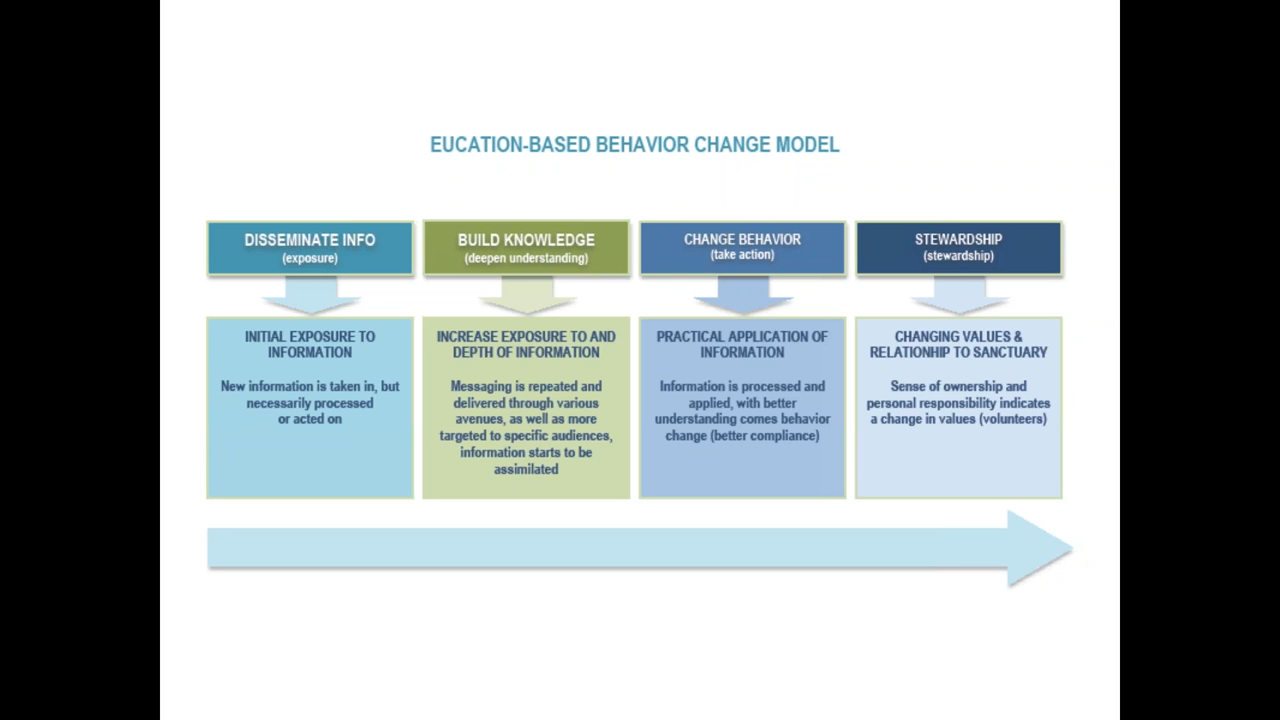 EUCATION-BASED BEHAVIOR CHANGE MODEL
DISSEMINATE INFO
(exposure)
BUILD KNOWLEDGE
(deepen understanding)
CHANGE BEHAVIOR
(take action)
STEWARDSHIP
(stewardship)
INITIAL EXPOSURE TO
INFORMATION
New information is taken in, but
necessarily processed
or acted on
INCREASE EXPOSURE TO AND
DEPTH OF INFORMATION
Messaging is repeated and
delivered through various
avenues, as well as more
targeted to specific audiences,
information starts to be
assimilated
PRACTICAL APPLICATION OF
INFORMATION
Information is processed and
applied, with better
understanding comes behavior
change (better compliance)
CHANGING VALUES &
RELATIONHIP TO SANCTUARY
Sense of ownership and
personal responsibility indicates
a change in values (volunteers)